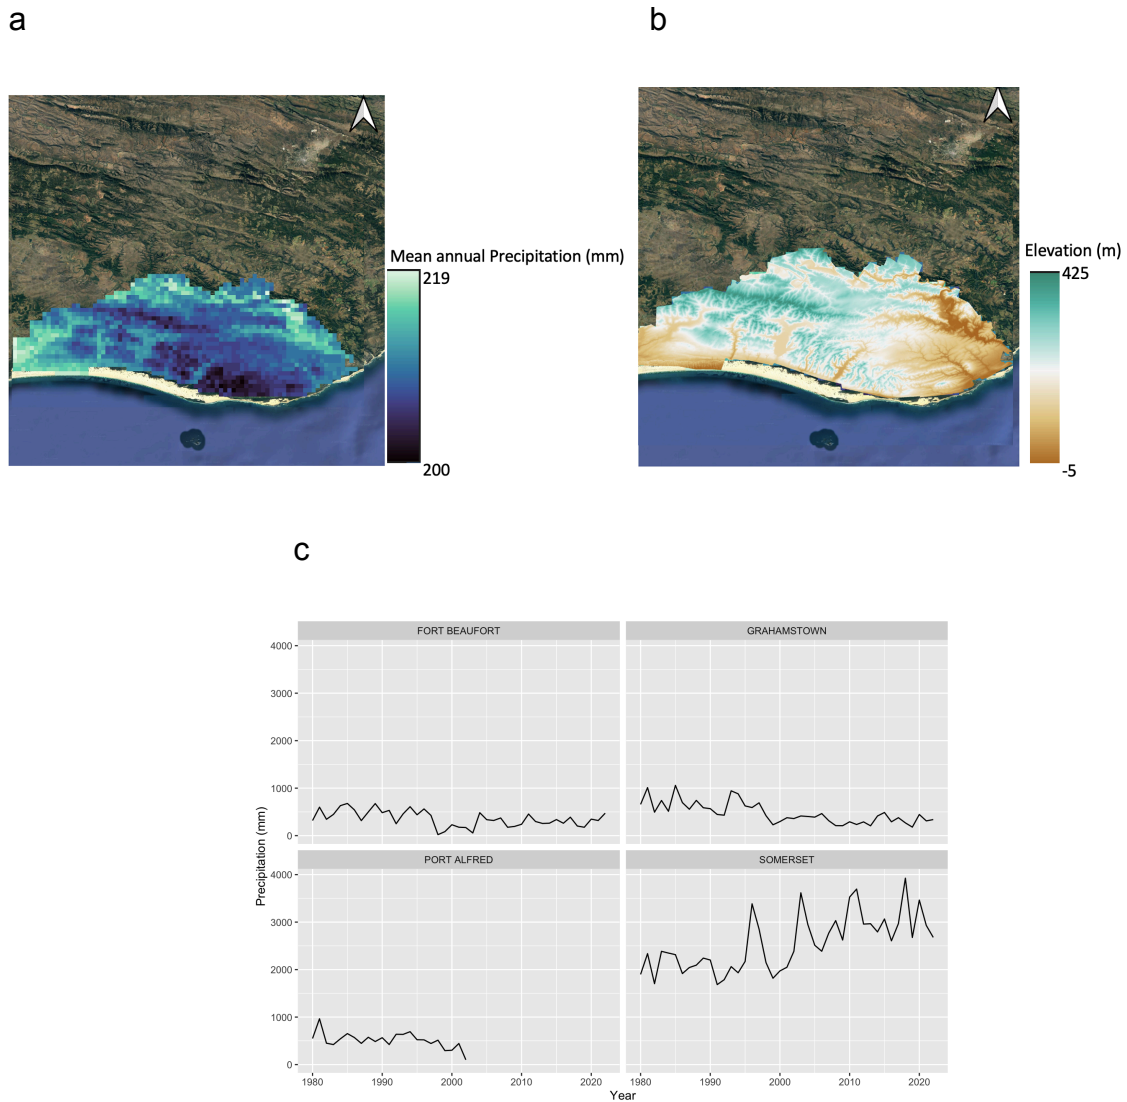 a
b
Mean annual Precipitation (mm)
219
200
Elevation (m)
425
-5
c
FORT BEAUFORT
GRAHAMSTOWN
4000
3000
2000
1000
0
PORT ALFRED
SOMERSET
4000
3000
2000
1000
0
Precipitation (mm)
1980
1990
2000
2010
2020
1980
1990
2000
2010
2020
Year